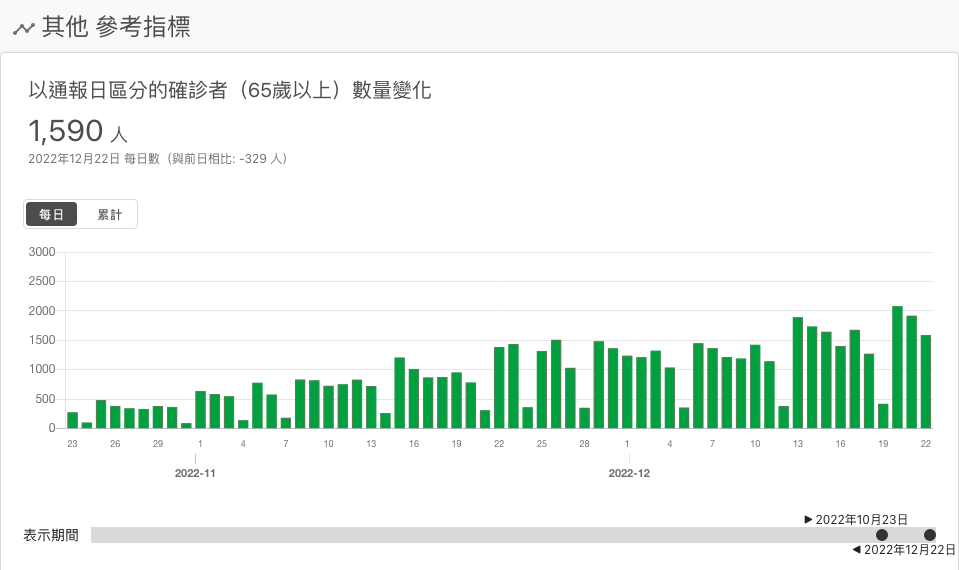 其他 參考指標
以通報日區分的確診者（65歲以上）數量變化
1,590 人
2022年12月22日 每日數（與前日相比: -329 人）
每日 累計
3000
2500
2000
1500
1000
500
0
23 26 29 1 4 7 10 13 16 19 22 25 28 1 4 7 10 13 16 19 22
2022-11 2022-12
2022年10月23日
表示期間
2022年12月22日